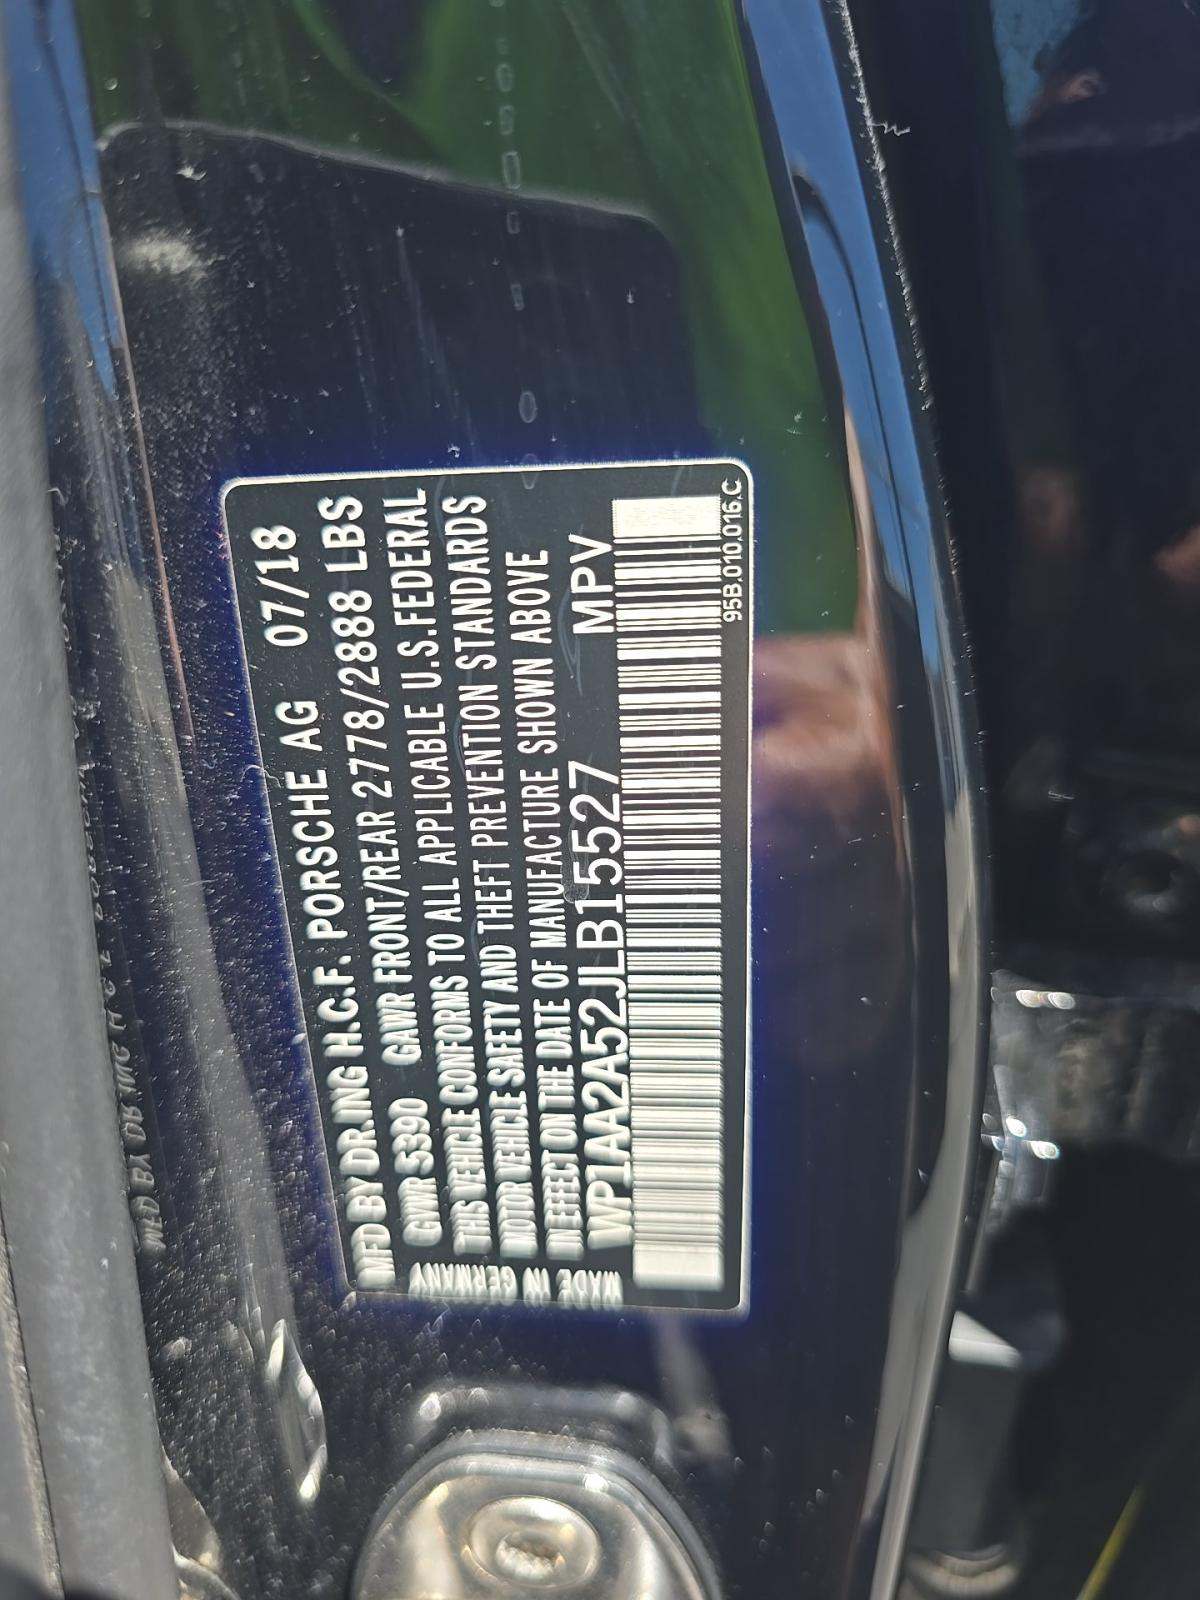 MFD BY DR.ING H.C.F. PORSCHE AG 07/18
GWR 5390 GAWR FRONT/REAR 2778/2888 LBS
THIS VEHICLE CONFORMS TO ALL APPLICABLE U.S.FEDERAL
MOTOR VEHICLE SAFETY AND THEFT PREVENTION STANDARDS
IN EFFECT ON THE DATE OF MANUFACTURE SHOWN ABOVE
WP1AA2A52JLB15527 MPV
MADE IN GERMANY
95B.010.016.C